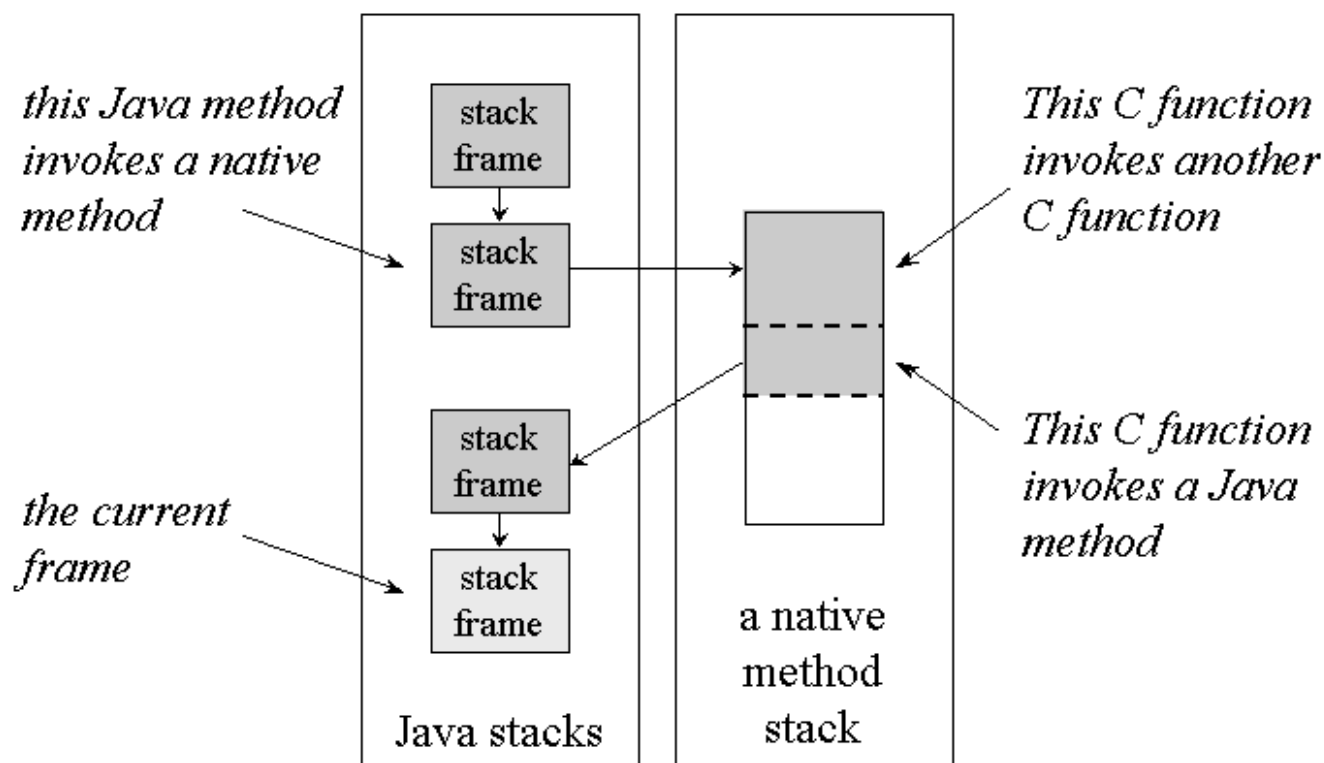 this Java method
invokes a native
method
the current
frame
stack
frame
stack
frame
stack
frame
stack
frame
Java stacks
a native
method
stack
This C function
invokes another
C function
This C function
invokes a Java
method